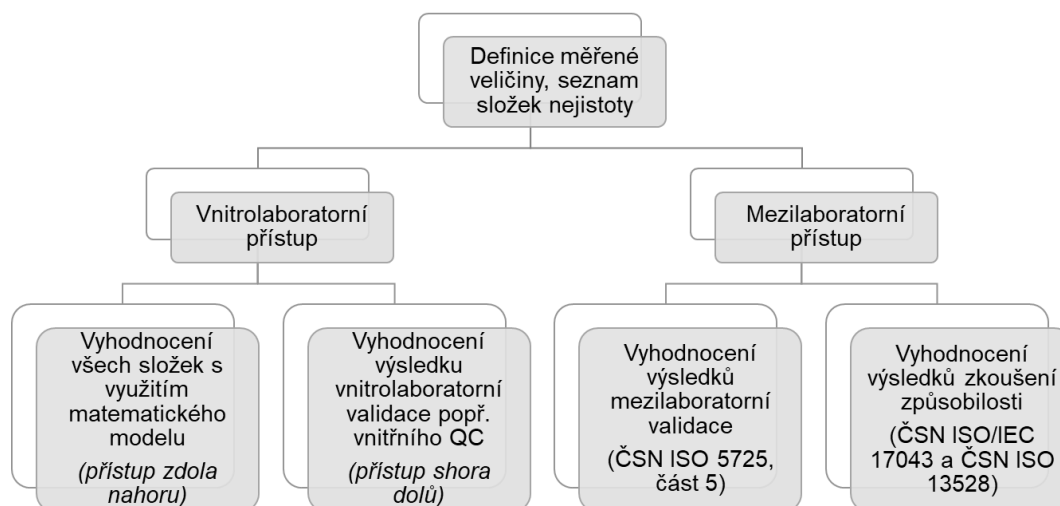 Definice měřené
veličiny, seznam
složek nejistoty
Vnitrolaboratorní
přístup
Mezilaboratorní
přístup
Vyhodnocení
všech složek s
využitím
matematického
modelu
(přístup zdola
nahoru)
Vyhodnocení
výsledku
vnitrolaboratorní
validace popř.
vnitřního QC
(přístup shora
dolů)
Vyhodnocení
výsledků
mezilaboratorní
validace
(ČSN ISO 5725,
část 5)
Vyhodnocení
výsledků zkoušení
způsobilosti
(ČSN ISO/IEC
17043 a ČSN ISO
13528)